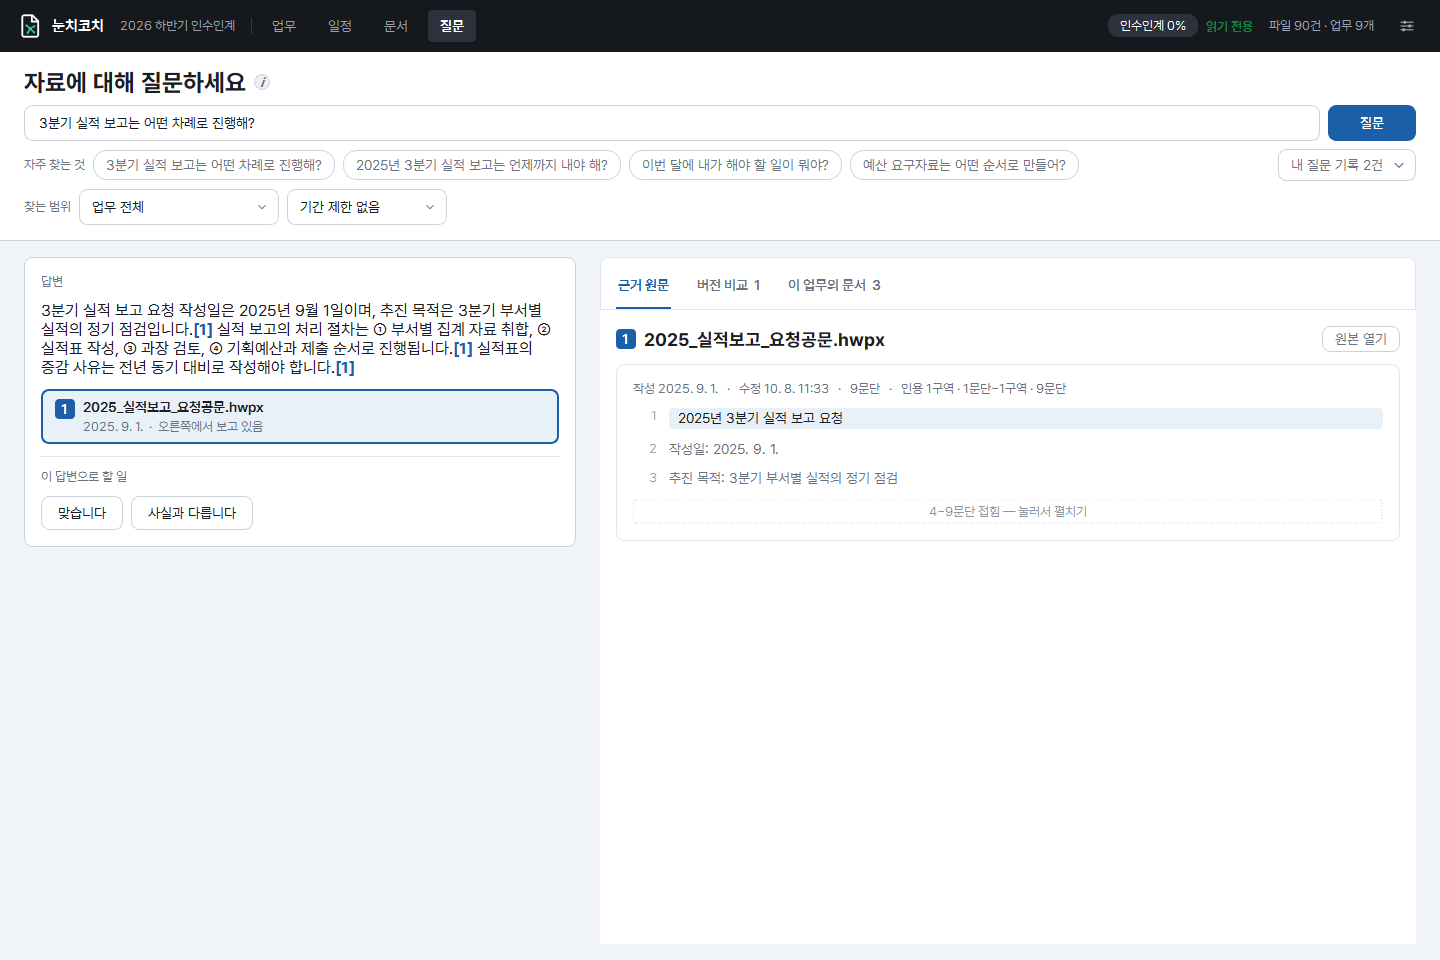 눈치코치
2026 하반기 인수인계
업무
일정
문서
질문
인수인계 0%
읽기 전용
파일 90건 · 업무 9개
자료에 대해 질문하세요
i
3분기 실적 보고는 어떤 차례로 진행해?
질문
자주 찾는 것
3분기 실적 보고는 어떤 차례로 진행해?
2025년 3분기 실적 보고는 언제까지 내야 해?
이번 달에 내가 해야 할 일이 뭐야?
예산 요구자료는 어떤 순서로 만들어?
내 질문 기록 2건
찾는 범위
업무 전체
기간 제한 없음
답변
3분기 실적 보고 요청 작성일은 2025년 9월 1일이며, 추진 목적은 3분기 부서별
실적의 정기 점검입니다.[1] 실적 보고의 처리 절차는 ① 부서별 집계 자료 취합, ②
실적표 작성, ③ 과장 검토, ④ 기획예산과 제출 순서로 진행됩니다.[1] 실적표의
증감 사유는 전년 동기 대비로 작성해야 합니다.[1]
1 2025_실적보고_요청공문.hwpx
2025. 9. 1. · 오른쪽에서 보고 있음
이 답변으로 할 일
맞습니다
사실과 다릅니다
근거 원문
버전 비교 1
이 업무의 문서 3
1 2025_실적보고_요청공문.hwpx
원본 열기
작성 2025. 9. 1. · 수정 10. 8. 11:33 · 9문단 · 인용 1구역 · 1문단–1구역 · 9문단
1 2025년 3분기 실적 보고 요청
2 작성일: 2025. 9. 1.
3 추진 목적: 3분기 부서별 실적의 정기 점검
4–9문단 접힘 — 눌러서 펼치기